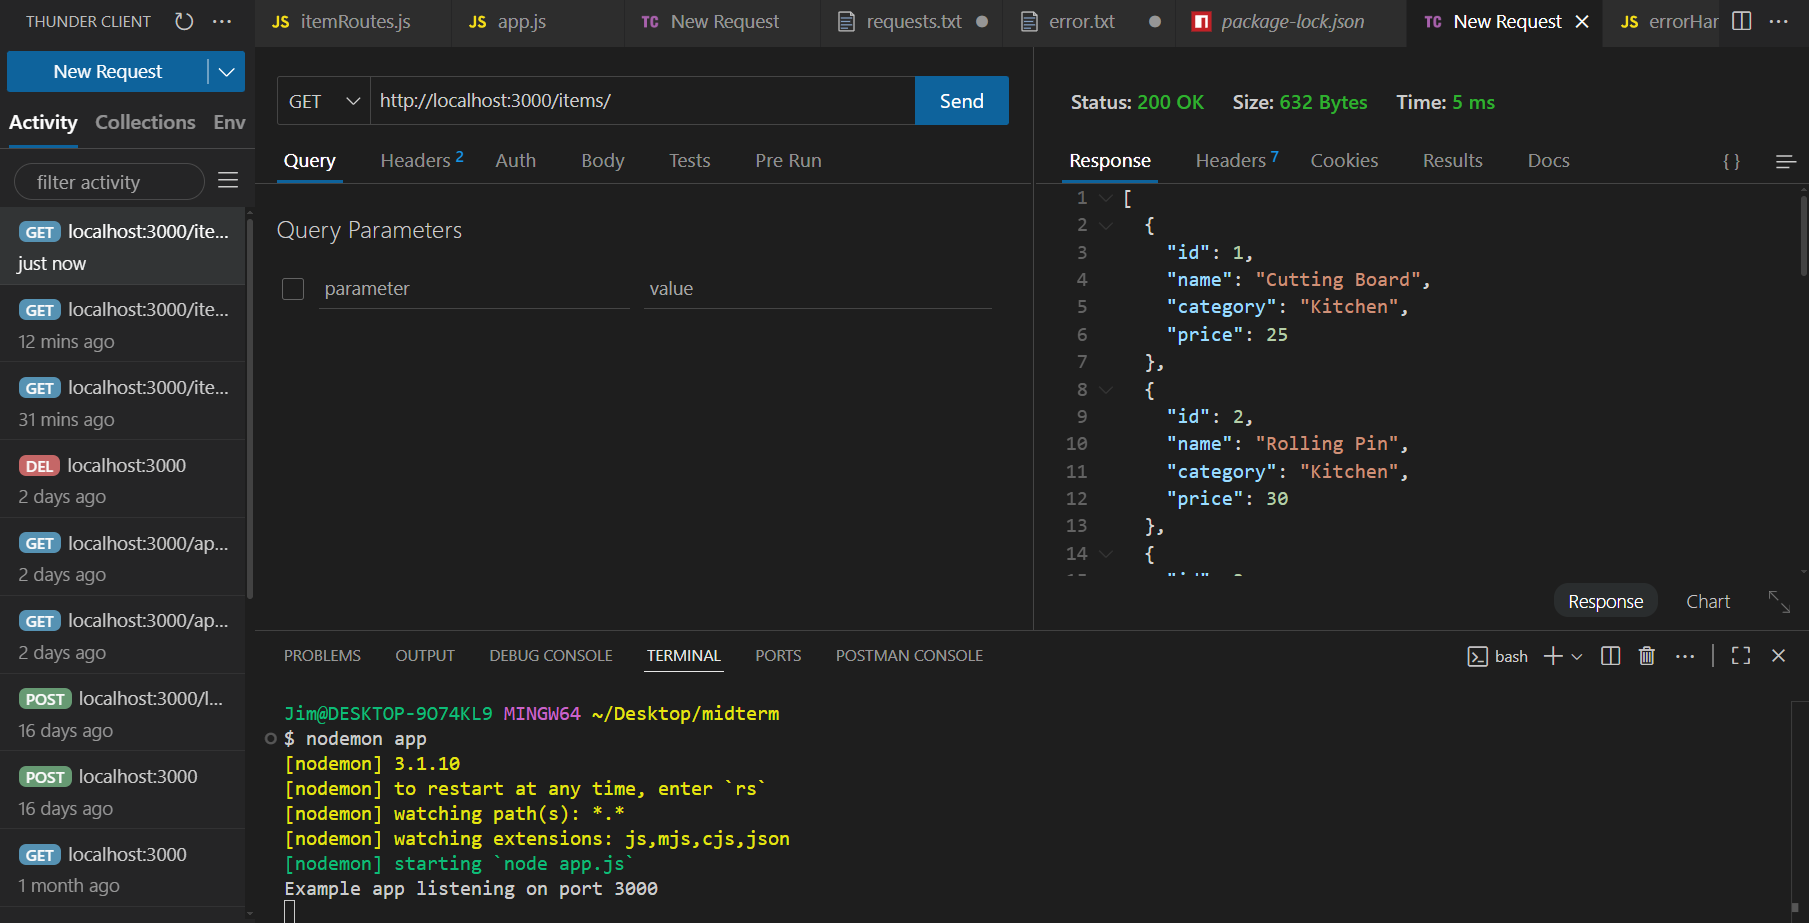 THUNDER CLIENT
New Request
Activity Collections Env
filter activity
GET localhost:3000/ite...
just now
GET localhost:3000/ite...
12 mins ago
GET localhost:3000/ite...
31 mins ago
DEL localhost:3000
2 days ago
GET localhost:3000/ap...
2 days ago
GET localhost:3000/ap...
2 days ago
POST localhost:3000/l...
16 days ago
POST localhost:3000
16 days ago
GET localhost:3000
1 month ago
JS itemRoutes.js JS app.js TC New Request requests.txt error.txt package-lock.json TC New Request JS errorHar
GET http://localhost:3000/items/ Send
Query Headers 2 Auth Body Tests Pre Run
Query Parameters
parameter value
Status: 200 OK Size: 632 Bytes Time: 5 ms
Response Headers 7 Cookies Results Docs { }
1 [
2 {
3 "id": 1,
4 "name": "Cutting Board",
5 "category": "Kitchen",
6 "price": 25
7 },
8 {
9 "id": 2,
10 "name": "Rolling Pin",
11 "category": "Kitchen",
12 "price": 30
13 },
14 {
Response Chart
PROBLEMS OUTPUT DEBUG CONSOLE TERMINAL PORTS POSTMAN CONSOLE
bash
Jim@DESKTOP-9O74KL9 MINGW64 ~/Desktop/midterm
$ nodemon app
[nodemon] 3.1.10
[nodemon] to restart at any time, enter `rs`
[nodemon] watching path(s): *.*
[nodemon] watching extensions: js,mjs,cjs,json
[nodemon] starting `node app.js`
Example app listening on port 3000